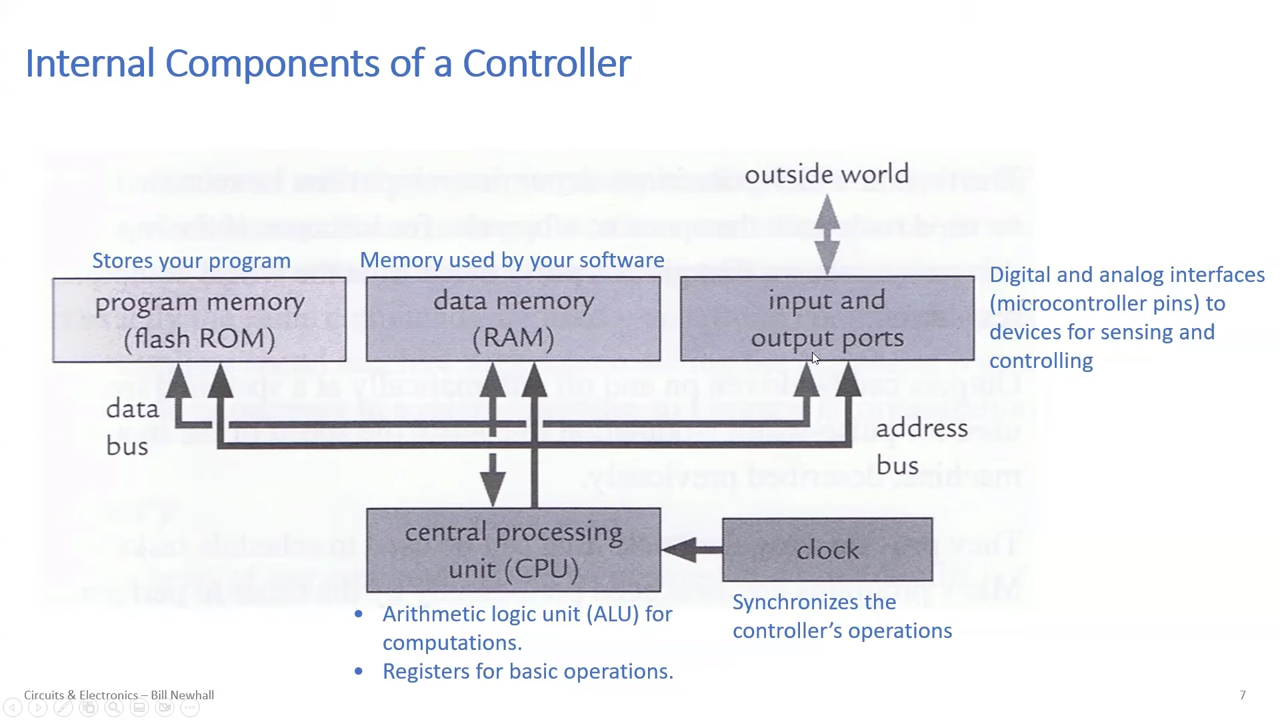 Internal Components of a Controller
outside world
Stores your program
program memory
(flash ROM)
Memory used by your software
data memory
(RAM)
input and
output ports
Digital and analog interfaces
(microcontroller pins) to
devices for sensing and
controlling
data
bus
address
bus
central processing
unit (CPU)
clock
• Arithmetic logic unit (ALU) for
computations.
• Registers for basic operations.
Synchronizes the
controller's operations
Circuits & Electronics – Bill Newhall
7